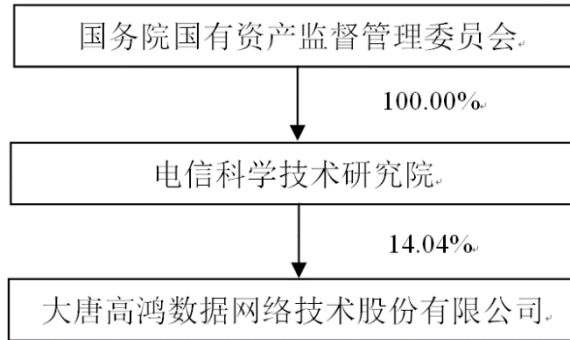 国务院国有资产监督管理委员会
100.00%
电信科学技术研究院
14.04%
大唐高鸿数据网络技术股份有限公司